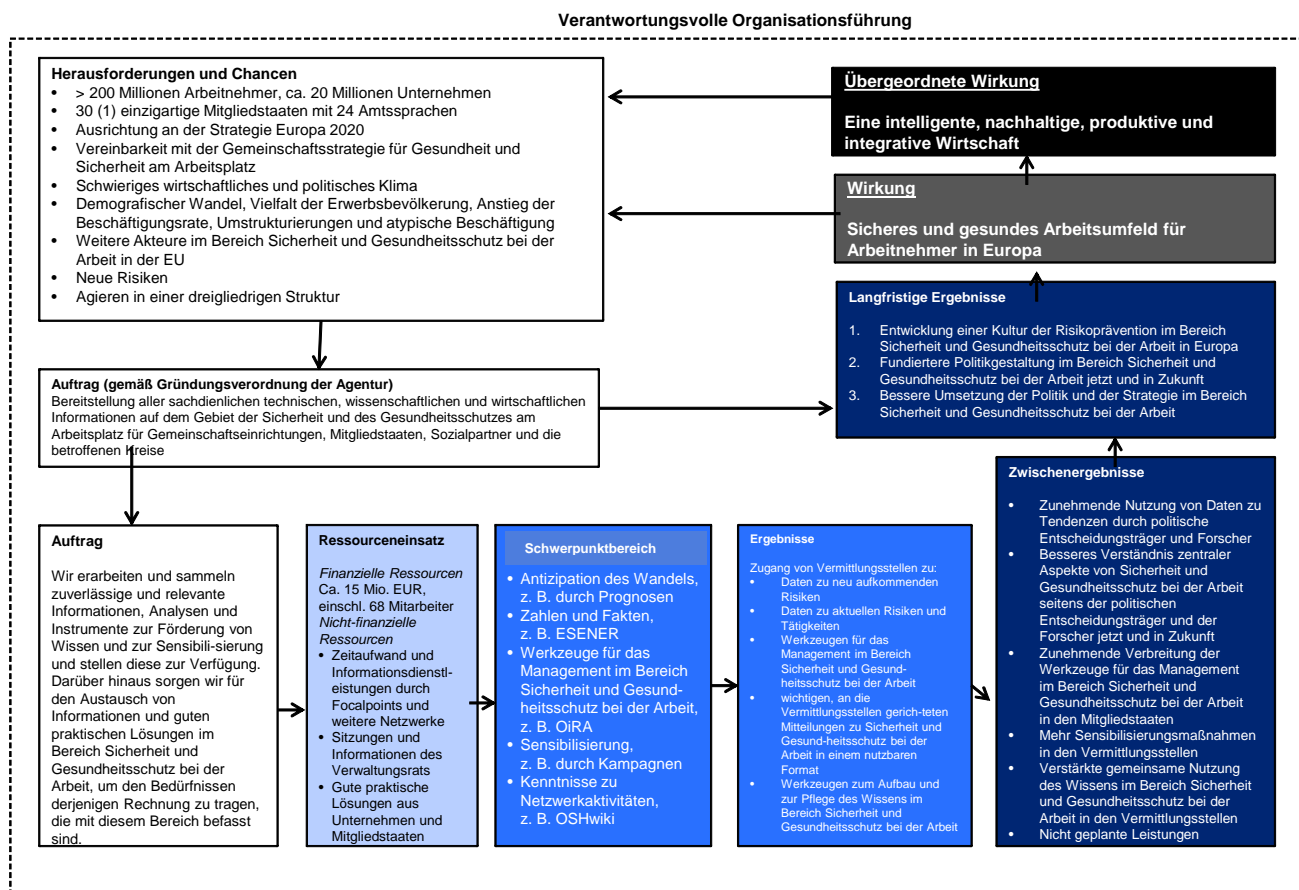 Verantwortungsvolle Organisationsführung
Herausforderungen und Chancen
• > 200 Millionen Arbeitnehmer, ca. 20 Millionen Unternehmen
• 30 (1) einzigartige Mitgliedstaaten mit 24 Amtssprachen
• Ausrichtung an der Strategie Europa 2020
• Vereinbarkeit mit der Gemeinschaftsstrategie für Gesundheit und
Sicherheit am Arbeitsplatz
• Schwieriges wirtschaftliches und politisches Klima
• Demografischer Wandel, Vielfalt der Erwerbsbevölkerung, Anstieg der
Beschäftigungsrate, Umstrukturierungen und atypische Beschäftigung
• Weitere Akteure im Bereich Sicherheit und Gesundheitsschutz bei der
Arbeit in der EU
• Neue Risiken
• Agieren in einer dreigliedrigen Struktur
Übergeordnete Wirkung
Eine intelligente, nachhaltige, produktive und
integrative Wirtschaft
Wirkung
Sicheres und gesundes Arbeitsumfeld für
Arbeitnehmer in Europa
Langfristige Ergebnisse
1. Entwicklung einer Kultur der Risikoprävention im Bereich
Sicherheit und Gesundheitsschutz bei der Arbeit in Europa
2. Fundiertere Politikgestaltung im Bereich Sicherheit und
Gesundheitsschutz bei der Arbeit jetzt und in Zukunft
3. Bessere Umsetzung der Politik und der Strategie im Bereich
Sicherheit und Gesundheitsschutz bei der Arbeit
Auftrag (gemäß Gründungsverordnung der Agentur)
Bereitstellung aller sachdienlichen technischen, wissenschaftlichen und wirtschaftlichen
Informationen auf dem Gebiet der Sicherheit und des Gesundheitsschutzes am
Arbeitsplatz für Gemeinschaftseinrichtungen, Mitgliedstaaten, Sozialpartner und die
betroffenen Kreise
Auftrag
Wir erarbeiten und sammeln
zuverlässige und relevante
Informationen, Analysen und
Instrumente zur Förderung von
Wissen und zur Sensibili-sierung
und stellen diese zur Verfügung.
Darüber hinaus sorgen wir für
den Austausch von
Informationen und guten
praktischen Lösungen im
Bereich Sicherheit und
Gesundheitsschutz bei der
Arbeit, um den Bedürfnissen
derjenigen Rechnung zu tragen,
die mit diesem Bereich befasst
sind.
Ressourceneinsatz
Finanzielle Ressourcen
Ca. 15 Mio. EUR,
einschl. 68 Mitarbeiter
Nicht-finanzielle
Ressourcen
• Zeitaufwand und
Informationsdienstl-
leistungen durch
Focalpoints und
weitere Netzwerke
• Sitzungen und
Informationen des
Verwaltungsrats
• Gute praktische
Lösungen aus
Unternehmen und
Mitgliedstaaten
Schwerpunktbereich
• Antizipation des Wandels,
z. B. durch Prognosen
• Zahlen und Fakten,
z. B. ESENER
• Werkzeuge für das
Management im Bereich
Sicherheit und Gesund-
heitsschutz bei der Arbeit,
z. B. OiRA
• Sensibilisierung,
z. B. durch Kampagnen
• Kenntnisse zu
Netzwerkaktivitäten,
z. B. OSHwiki
Ergebnisse
Zugang von Vermittlungsstellen zu:
• Daten zu neu aufkommenden
Risiken
• Daten zu aktuellen Risiken und
Tätigkeiten
• Werkzeugen für das
Management im Bereich
Sicherheit und Gesund-
heitsschutz bei der Arbeit
• wichtigen, an die
Vermittlungsstellen gerich-teten
Mitteilungen zu Sicherheit und
Gesund-heitsschutz bei der
Arbeit in einem nutzbaren
Format
• Werkzeugen zum Aufbau und
zur Pflege des Wissens im
Bereich Sicherheit und
Gesundheitsschutz bei der Arbeit
Zwischenergebnisse
• Zunehmende Nutzung von Daten zu
Tendenzen durch politische
Entscheidungsträger und Forscher
• Besseres Verständnis zentraler
Aspekte von Sicherheit und
Gesundheitsschutz bei der Arbeit
seitens der politischen
Entscheidungsträger und der
Forscher jetzt und in Zukunft
• Zunehmende Verbreitung der
Werkzeuge für das Management
im Bereich Sicherheit und
Gesundheitsschutz bei der Arbeit
in den Mitgliedstaaten
• Mehr Sensibilisierungsmaßnahmen
in den Vermittlungsstellen
• Verstärkte gemeinsame Nutzung
des Wissens im Bereich Sicherheit
und Gesundheitsschutz bei der
Arbeit in den Vermittlungsstellen
• Nicht geplante Leistungen